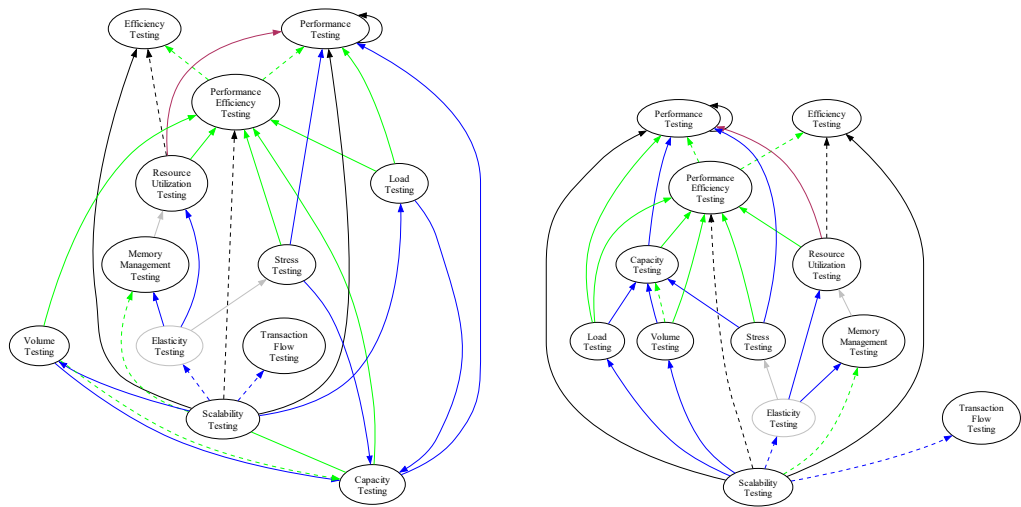 Efficiency
Testing
Performance
Testing
Performance
Efficiency
Testing
Resource
Utilization
Testing
Load
Testing
Memory
Management
Testing
Stress
Testing
Volume
Testing
Elasticity
Testing
Transaction
Flow
Testing
Scalability
Testing
Capacity
Testing
Performance
Testing
Efficiency
Testing
Performance
Efficiency
Testing
Capacity
Testing
Resource
Utilization
Testing
Load
Testing
Volume
Testing
Stress
Testing
Memory
Management
Testing
Elasticity
Testing
Transaction
Flow
Testing
Scalability
Testing